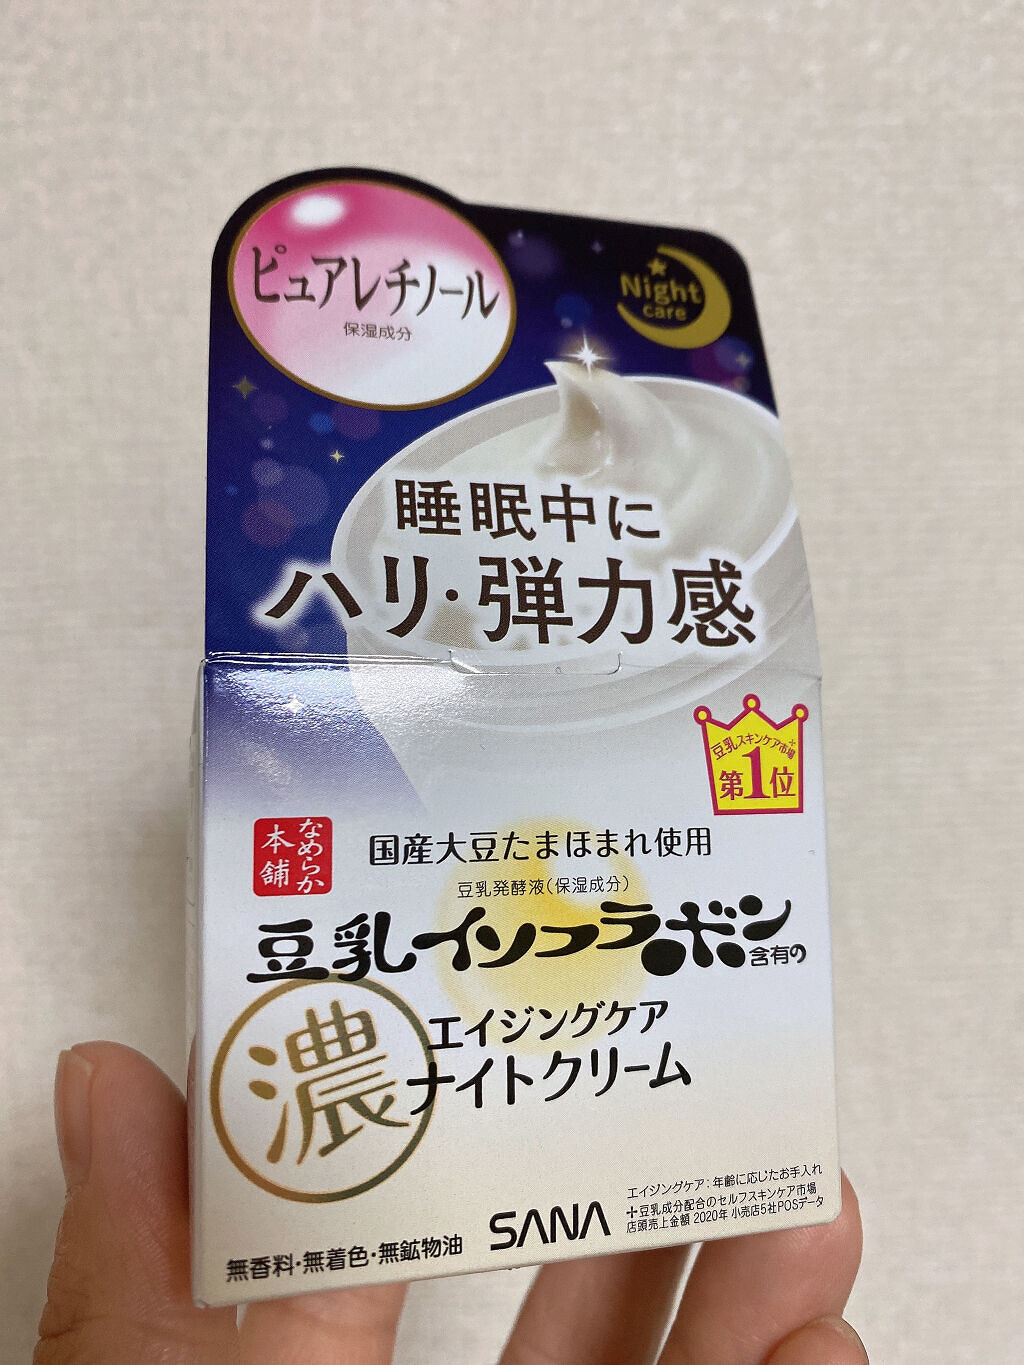 ピュアレチノール
保湿成分
Night
care
睡眠中に
ハリ・弾力感
豆乳スキンケア市場＋
第1位
なめらか
本舗
国産大豆たまほまれ使用
豆乳発酵液(保湿成分)
豆乳イソフラボン含有の
濃
エイジングケア
ナイトクリーム
エイジングケア:年齢に応じたお手入れ
＋豆乳成分配合のセルフスキンケア市場
店頭売上金額 2020年 小売店5社POSデータ
SANA
無香料・無着色・無鉱物油